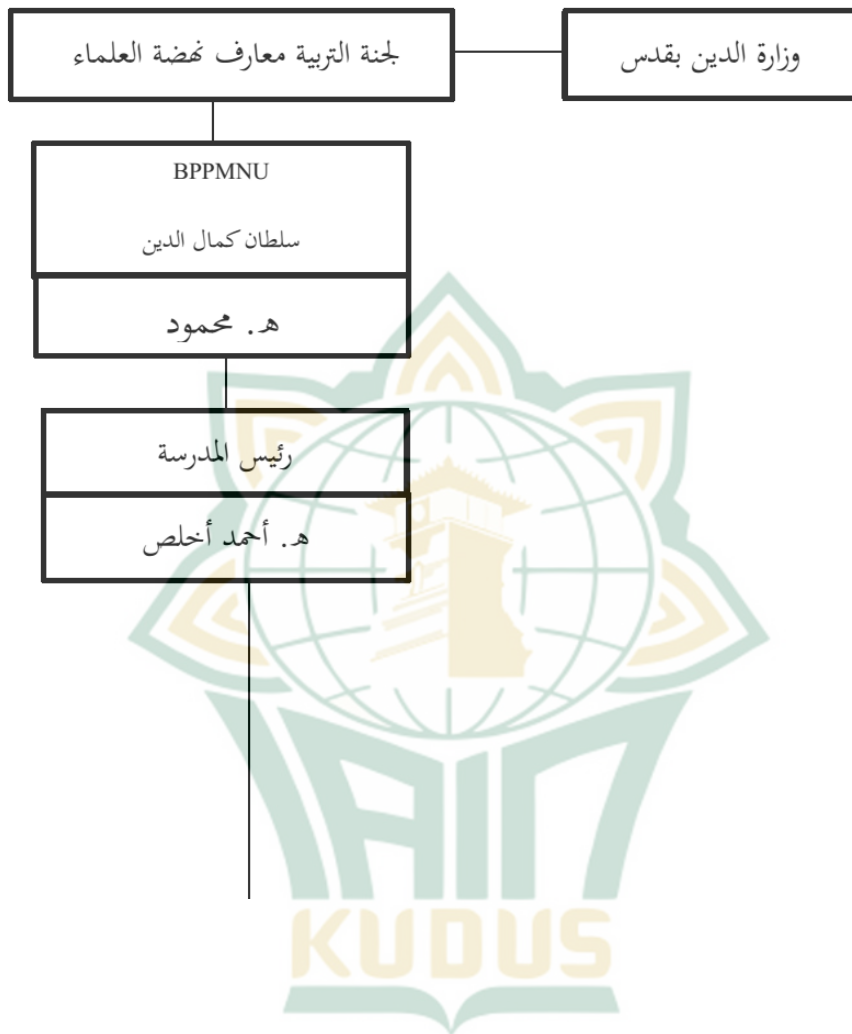 وزارة الدين بقدس
لجنة التربية معارف نهضة العلماء
BPPMNU
سلطان كمال الدين
هـ. محمود
رئيس المدرسة
هـ. أحمد أخلص
IAIN
KUDUS